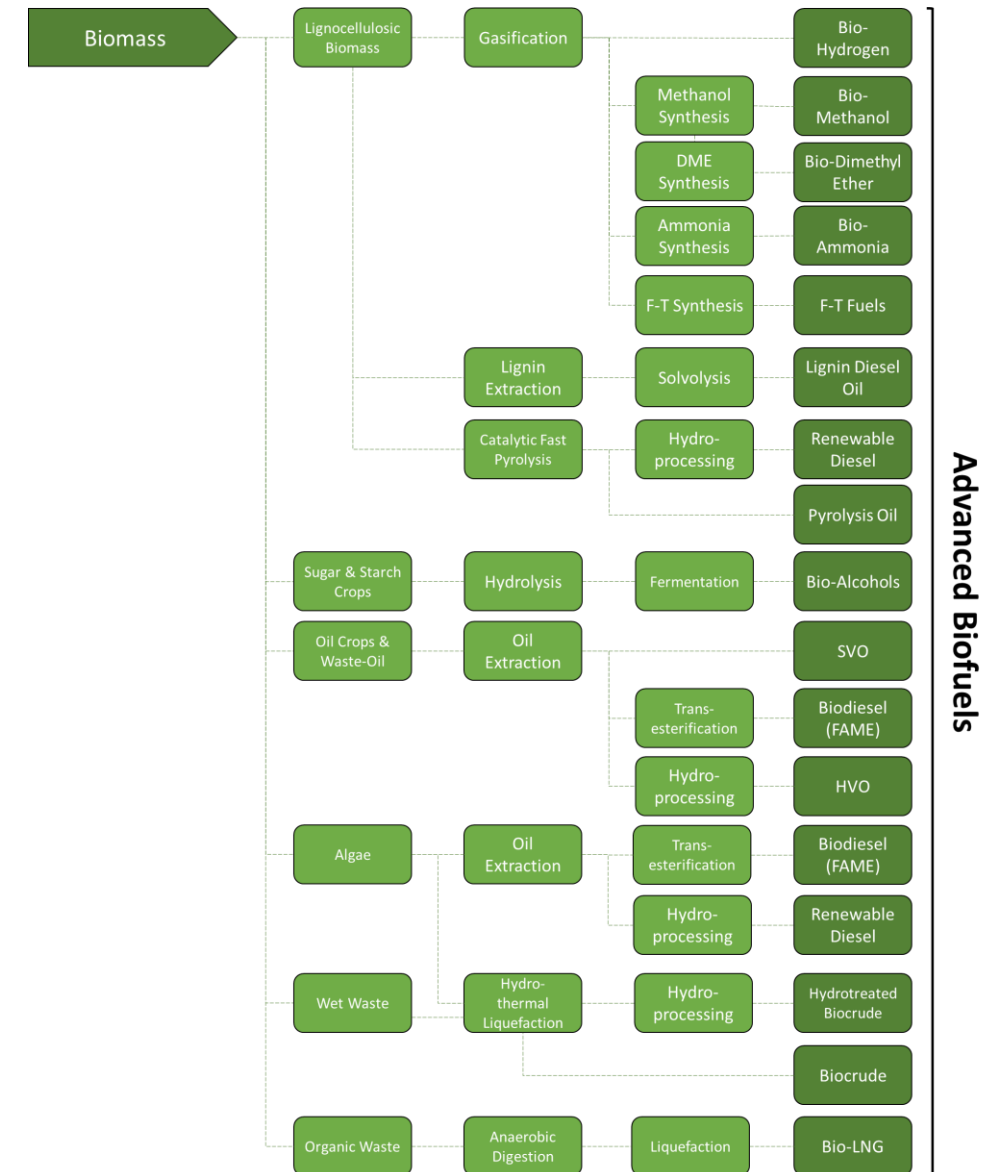 Biomass
Lignocellulosic
Biomass
Gasification
Bio-
Hydrogen
Methanol
Synthesis
Bio-
Methanol
DME
Synthesis
Bio-Dimethyl
Ether
Ammonia
Synthesis
Bio-
Ammonia
F-T Synthesis
F-T Fuels
Lignin
Extraction
Solvolysis
Lignin Diesel
Oil
Catalytic Fast
Pyrolysis
Hydro-
processing
Renewable
Diesel
Pyrolysis Oil
Sugar & Starch
Crops
Hydrolysis
Fermentation
Bio-Alcohols
Oil Crops &
Waste-Oil
Oil
Extraction
SVO
Trans-
esterification
Biodiesel
(FAME)
Hydro-
processing
HVO
Algae
Oil
Extraction
Trans-
esterification
Biodiesel
(FAME)
Hydro-
processing
Renewable
Diesel
Wet Waste
Hydro-
thermal
Liquefaction
Hydro-
processing
Hydrotreated
Biocrude
Biocrude
Organic Waste
Anaerobic
Digestion
Liquefaction
Bio-LNG
Advanced Biofuels